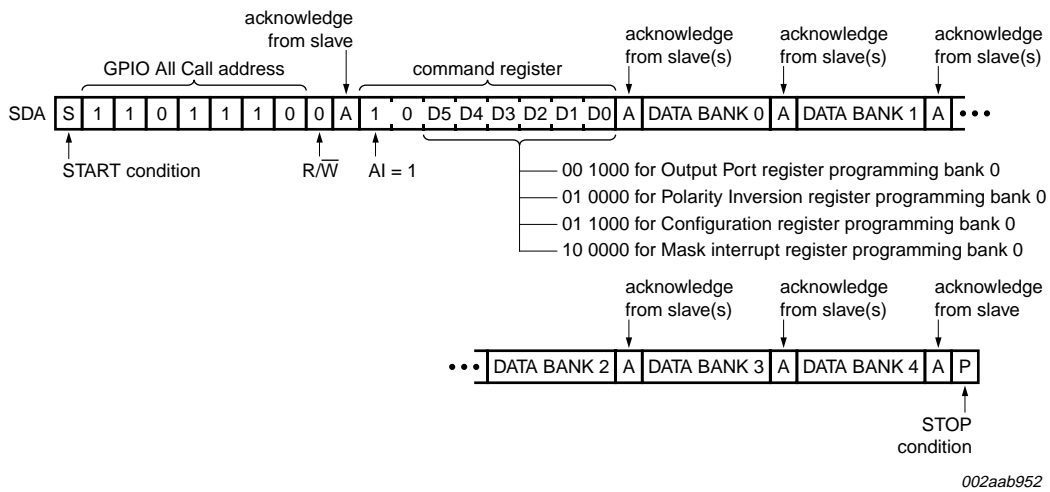 acknowledge
from slave
acknowledge
from slave(s)
acknowledge
from slave(s)
acknowledge
from slave(s)
GPIO All Call address
command register
SDA S 1 1 0 1 1 1 0 0 A 1 0 D5 D4 D3 D2 D1 D0 A DATA BANK 0 A DATA BANK 1 A •••
START condition
R/W̅
AI = 1
00 1000 for Output Port register programming bank 0
01 0000 for Polarity Inversion register programming bank 0
01 1000 for Configuration register programming bank 0
10 0000 for Mask interrupt register programming bank 0
acknowledge
from slave(s)
acknowledge
from slave(s)
acknowledge
from slave
••• DATA BANK 2 A DATA BANK 3 A DATA BANK 4 A P
STOP
condition
002aab952